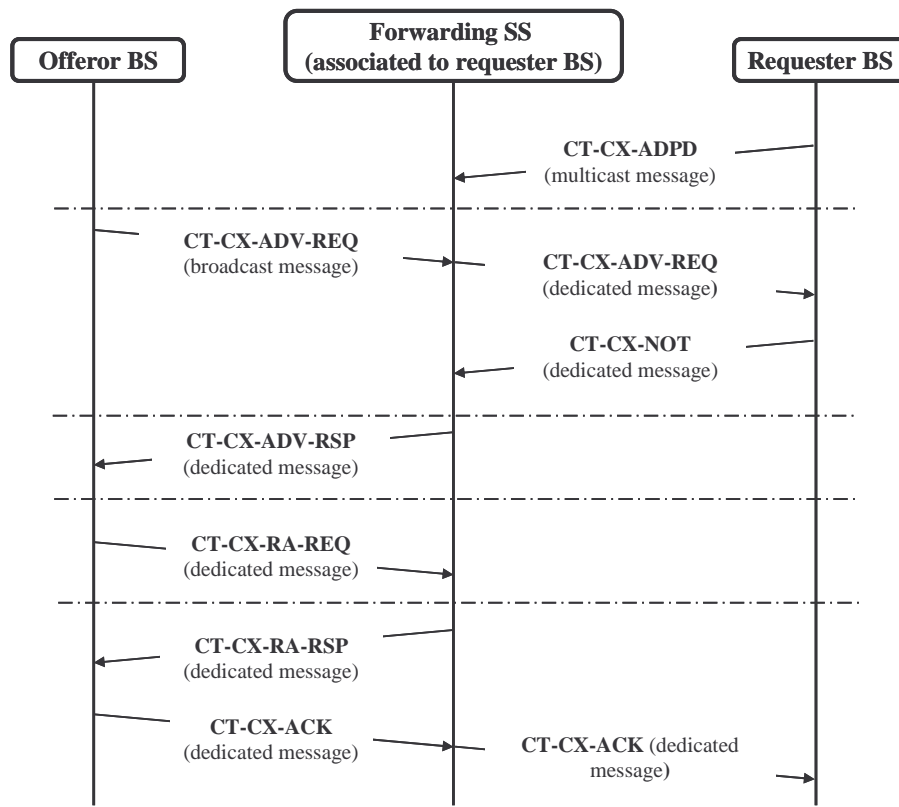 Offeror BS
Forwarding SS
(associated to requester BS)
Requester BS
CT-CX-ADPD
(multicast message)
CT-CX-ADV-REQ
(broadcast message)
CT-CX-ADV-REQ
(dedicated message)
CT-CX-NOT
(dedicated message)
CT-CX-ADV-RSP
(dedicated message)
CT-CX-RA-REQ
(dedicated message)
CT-CX-RA-RSP
(dedicated message)
CT-CX-ACK
(dedicated message)
CT-CX-ACK (dedicated
message)